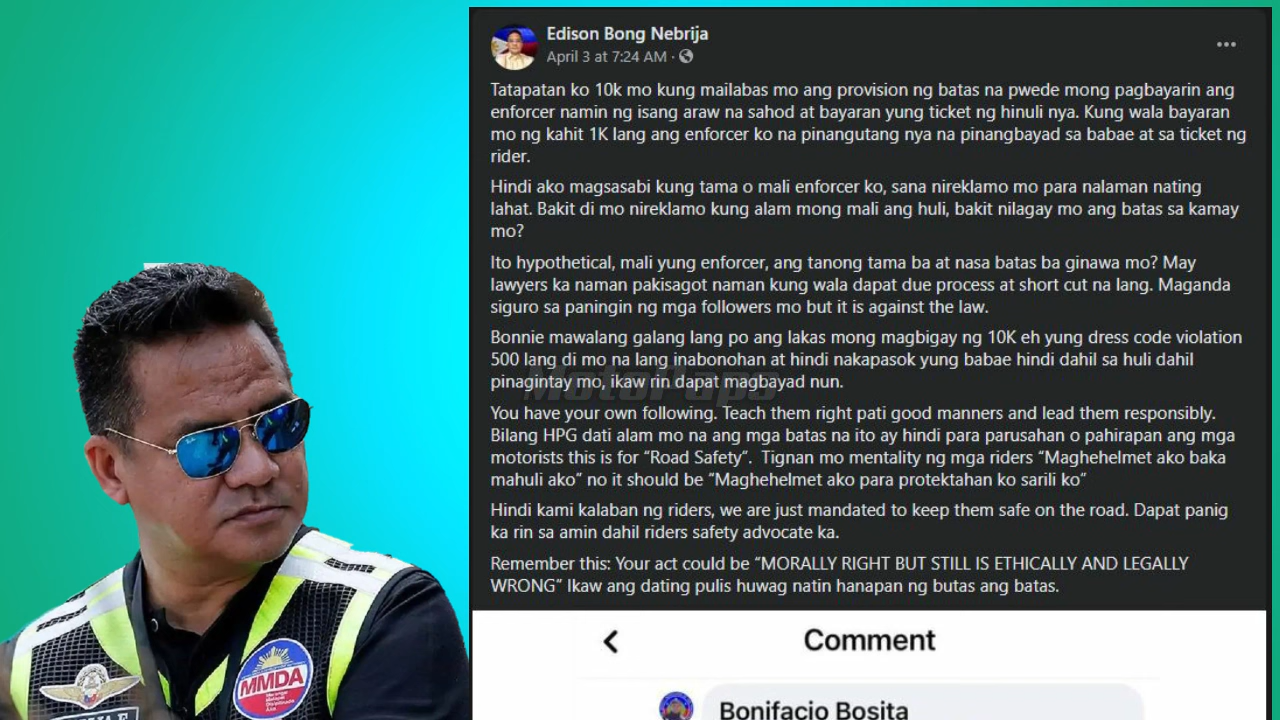 Edison Bong Nebrija
April 3 at 7:24 AM ·
Tatapatan ko 10k mo kung mailabas mo ang provision ng batas na pwede mong pagbayarin ang
enforcer namin ng isang araw na sahod at bayaran yung ticket ng hinuli nya. Kung wala bayaran
mo ng kahit 1K lang ang enforcer ko na pinangutang nya na pinangbayad sa babae at sa ticket ng
rider.
Hindi ako magsasabi kung tama o mali enforcer ko, sana nireklamo mo para nalaman nating
lahat. Bakit di mo nireklamo kung alam mong mali ang huli, bakit nilagay mo ang batas sa kamay
mo?
Ito hypothetical, mali yung enforcer, ang tanong tama ba at nasa batas ba ginawa mo? May
lawyers ka naman pakisagot naman kung wala dapat due process at short cut na lang. Maganda
siguro sa paningin ng mga followers mo but it is against the law.
Bonnie mawalang galang lang po ang lakas mong magbigay ng 10K eh yung dress code violation
500 lang di mo na lang inabonohan at hindi nakapasok yung babae hindi dahil sa huli dahil
pinagintay mo, ikaw rin dapat magbayad nun.
MotoPapa
You have your own following. Teach them right pati good manners and lead them responsibly.
Bilang HPG dati alam mo na ang mga batas na ito ay hindi para parusahan o pahirapan ang mga
motorists this is for “Road Safety”. Tignan mo mentality ng mga riders “Maghehelmet ako baka
mahuli ako” no it should be “Maghehelmet ako para protektahan ko sarili ko”
Hindi kami kalaban ng riders, we are just mandated to keep them safe on the road. Dapat panig
ka rin sa amin dahil riders safety advocate ka.
Remember this: Your act could be “MORALLY RIGHT BUT STILL IS ETHICALLY AND LEGALLY
WRONG” Ikaw ang dating pulis huwag natin hanapan ng butas ang batas.
Comment
Bonifacio Bosita
MMDA